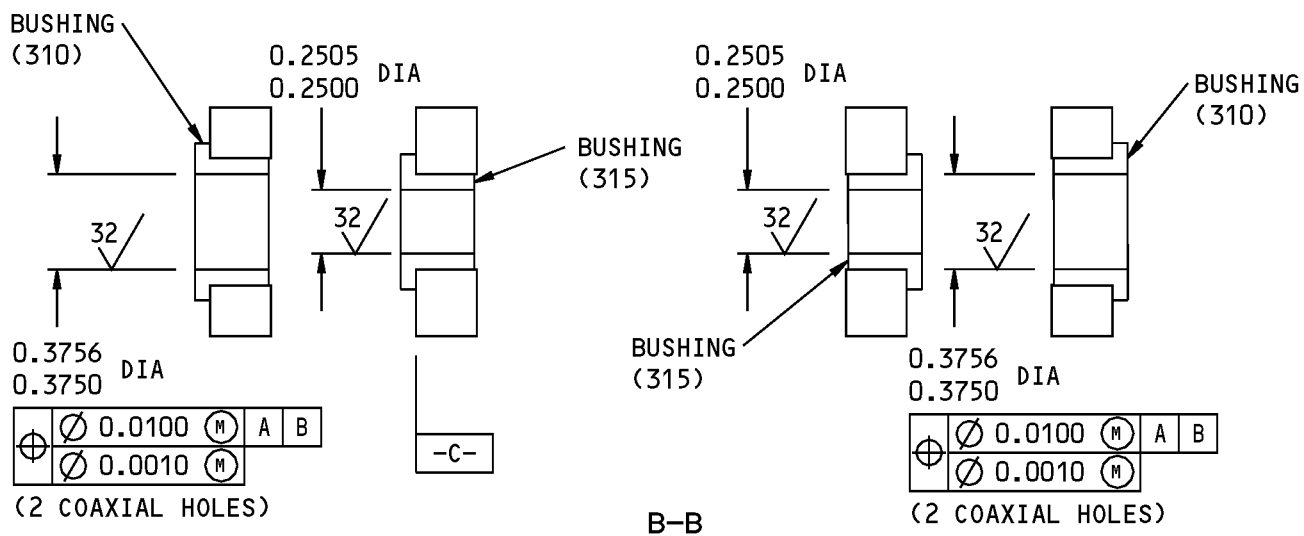 BUSHING
(310)
0.2505
0.2500 DIA
BUSHING
(315)
32
32
0.3756
0.3750 DIA
⌖ ⌀ 0.0100 Ⓜ A B
⌀ 0.0010 Ⓜ
(2 COAXIAL HOLES)
-C-
0.2505
0.2500 DIA
BUSHING
(310)
32
32
BUSHING
(315)
0.3756
0.3750 DIA
⌖ ⌀ 0.0100 Ⓜ A B
⌀ 0.0010 Ⓜ
(2 COAXIAL HOLES)
B-B